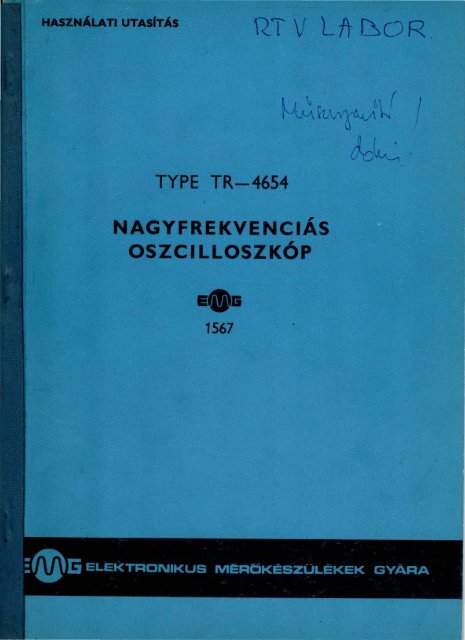 HASZNÁLATI UTASÍTÁS
RTV LABOR.
TYPE TR—4654
NAGYFREKVENCIÁS
OSZCILLOSZKÓP
EMG
1567
EMG ELEKTRONIKUS MÉRŐKÉSZÜLÉKEK GYÁRA